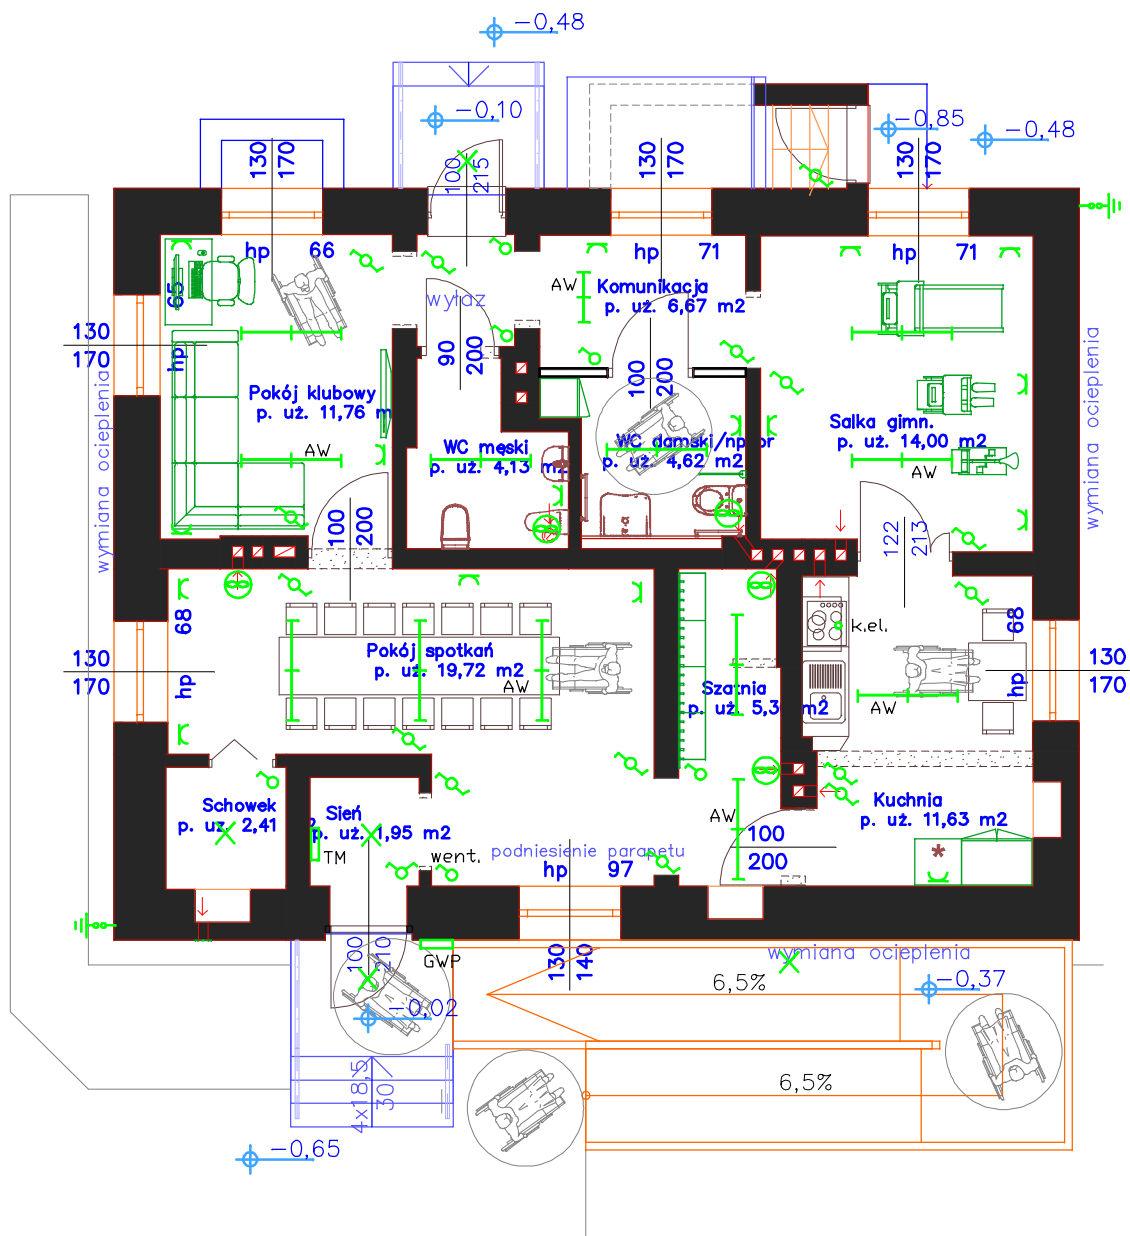 -0,48
-0,10
-0,85
-0,48
130
170
100
215
130
170
130
170
hp 66
hp 71
hp 71
65
hp
130
170
wyłaz
AW
Komunikacja
p. uż. 6,67 m2
90
200
100
200
wymiana ocieplenia
wymiana ocieplenia
Pokój klubowy
p. uż. 11,76 m
AW
WC męski
p. uż. 4,13 m2
WC damski/npbor
p. uż. 4,62 m2
Salka gimn.
p. uż. 14,00 m2
AW
100
200
122
213
68
hp
130
170
Pokój spotkań
p. uż. 19,72 m2
AW
Szatnia
p. uż. 5,3 m2
k.el.
AW
68
hp
130
170
Schowek
p. uż. 2,41
Sień
p. uż. 1,95 m2
TM
went.
podniesienie parapetu
hp 97
AW
100
200
Kuchnia
p. uż. 11,63 m2
*
100
210
GWP
130
140
wymiana ocieplenia
6,5%
-0,37
-0,02
6,5%
4x18,5
30
-0,65